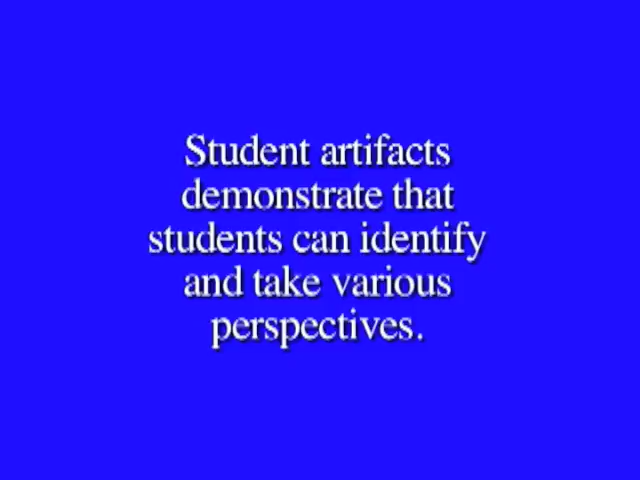 Student artifacts
demonstrate that
students can identify
and take various
perspectives.